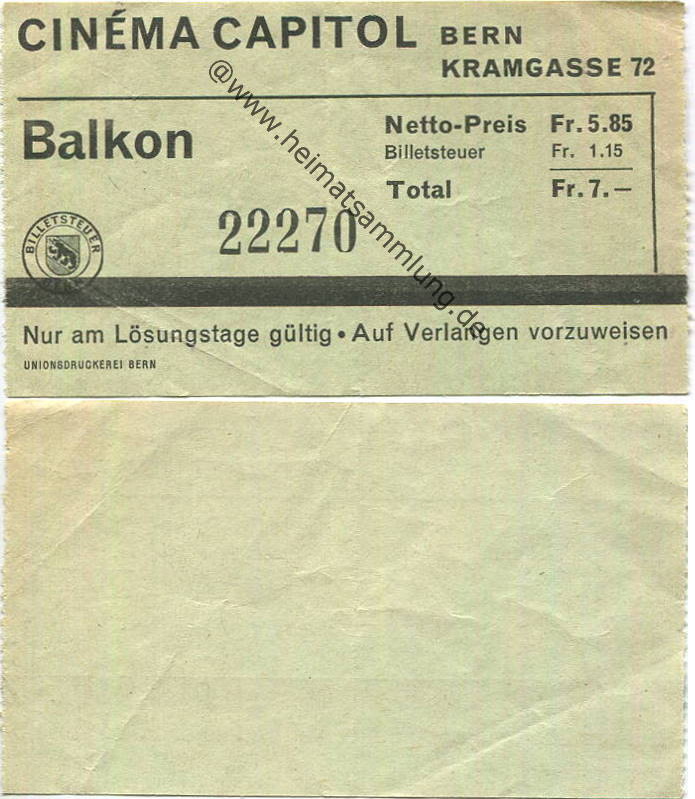 CINÉMA CAPITOL BERN
KRAMGASSE 72
Balkon
Netto-Preis Fr. 5.85
Billetsteuer Fr. 1.15
Total Fr. 7.—
22270
BILLETSTEUER
BERN
Nur am Lösungstage gültig • Auf Verlangen vorzuweisen
UNIONSDRUCKEREI BERN
@www.heimatsammlung.de